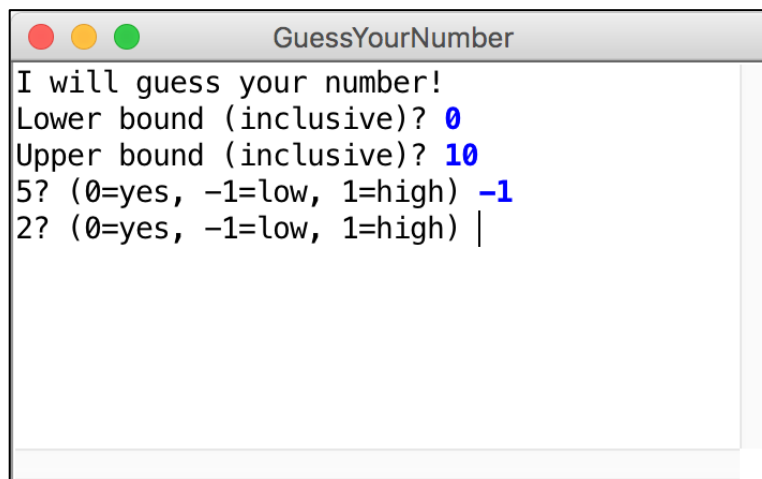 GuessYourNumber
I will guess your number!
Lower bound (inclusive)? 0
Upper bound (inclusive)? 10
5? (0=yes, −1=low, 1=high) −1
2? (0=yes, −1=low, 1=high)